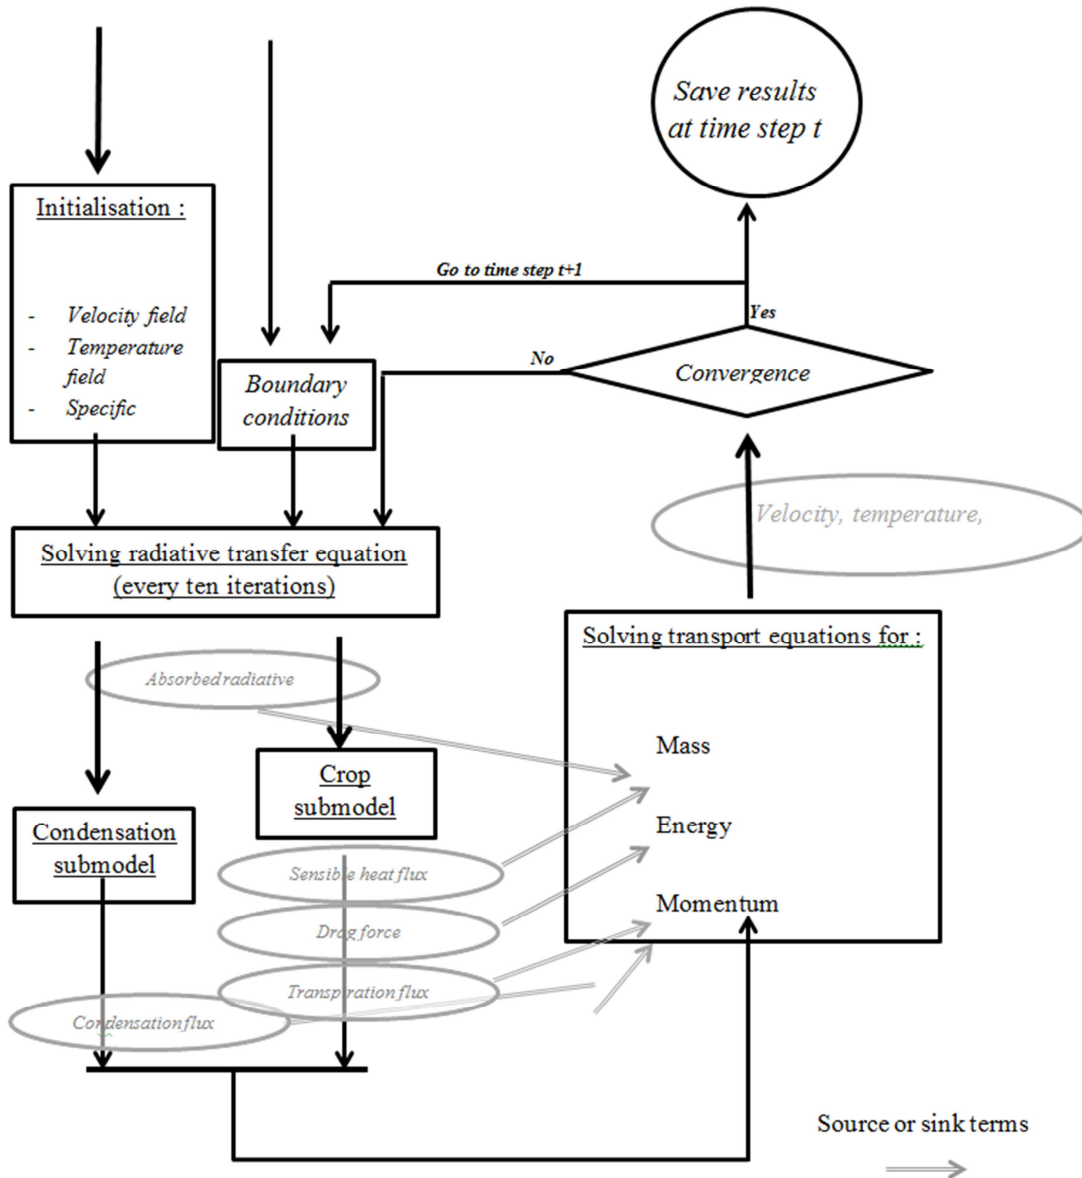 Save results
at time step t
Initialisation :
- Velocity field
- Temperature
field
- Specific
Go to time step t+1
Yes
No
Convergence
Boundary
conditions
Velocity, temperature,
Solving radiative transfer equation
(every ten iterations)
Solving transport equations for :
Absorbed radiative
Mass
Crop
submodel
Energy
Condensation
submodel
Sensible heat flux
Momentum
Drag force
Transpiration flux
Condensation flux
Source or sink terms